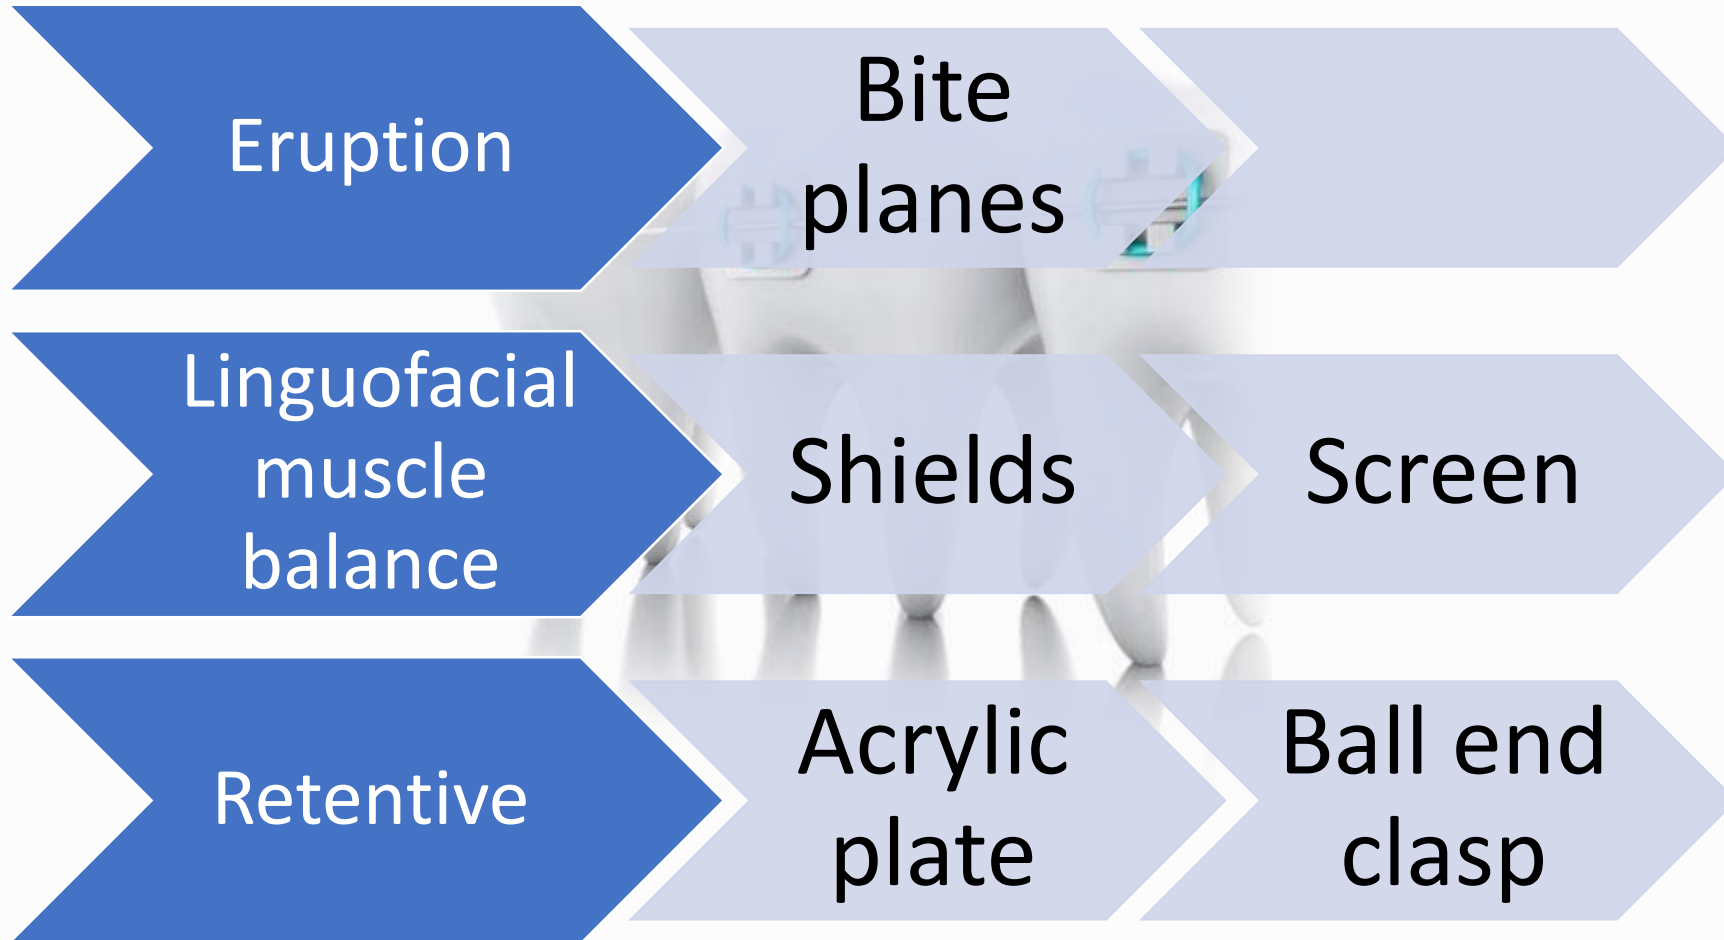 Eruption
Bite
planes
Linguofacial
muscle
balance
Shields
Screen
Retentive
Acrylic
plate
Ball end
clasp